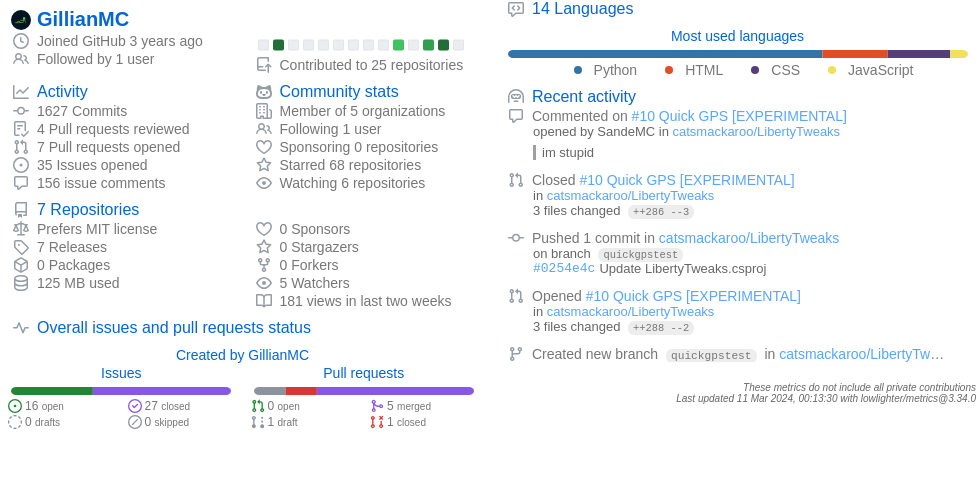 GillianMC
Joined GitHub 3 years ago
Followed by 1 user
Contributed to 25 repositories
Activity
1627 Commits
4 Pull requests reviewed
7 Pull requests opened
35 Issues opened
156 issue comments
Community stats
Member of 5 organizations
Following 1 user
Sponsoring 0 repositories
Starred 68 repositories
Watching 6 repositories
7 Repositories
Prefers MIT license
7 Releases
0 Packages
125 MB used
0 Sponsors
0 Stargazers
0 Forkers
5 Watchers
181 views in last two weeks
Overall issues and pull requests status
Created by GillianMC
Issues
16 open
27 closed
0 drafts
0 skipped
Pull requests
0 open
5 merged
1 draft
1 closed
14 Languages
Most used languages
Python HTML CSS JavaScript
Recent activity
Commented on #10 Quick GPS [EXPERIMENTAL]
opened by SandeMC in catsmackaroo/LibertyTweaks
im stupid
Closed #10 Quick GPS [EXPERIMENTAL]
in catsmackaroo/LibertyTweaks
3 files changed ++286 --3
Pushed 1 commit in catsmackaroo/LibertyTweaks
on branch quickgpstest
#0254e4c Update LibertyTweaks.csproj
Opened #10 Quick GPS [EXPERIMENTAL]
in catsmackaroo/LibertyTweaks
3 files changed ++288 --2
Created new branch quickgpstest in catsmackaroo/LibertyTw…
These metrics do not include all private contributions
Last updated 11 Mar 2024, 00:13:30 with lowlighter/metrics@3.34.0